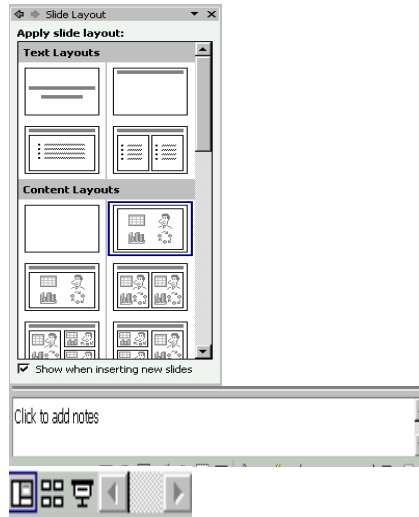 Slide Layout
Apply slide layout:
Text Layouts
Content Layouts
Show when inserting new slides
Click to add notes